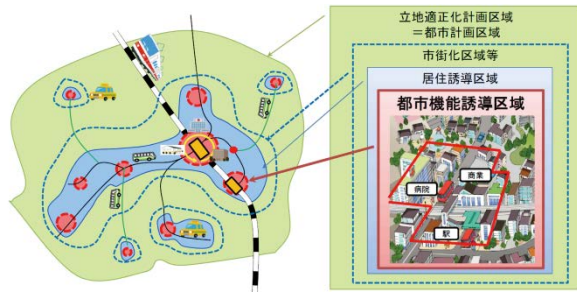 立地適正化計画区域
＝都市計画区域
市街化区域等
居住誘導区域
都市機能誘導区域
病院
商業
駅